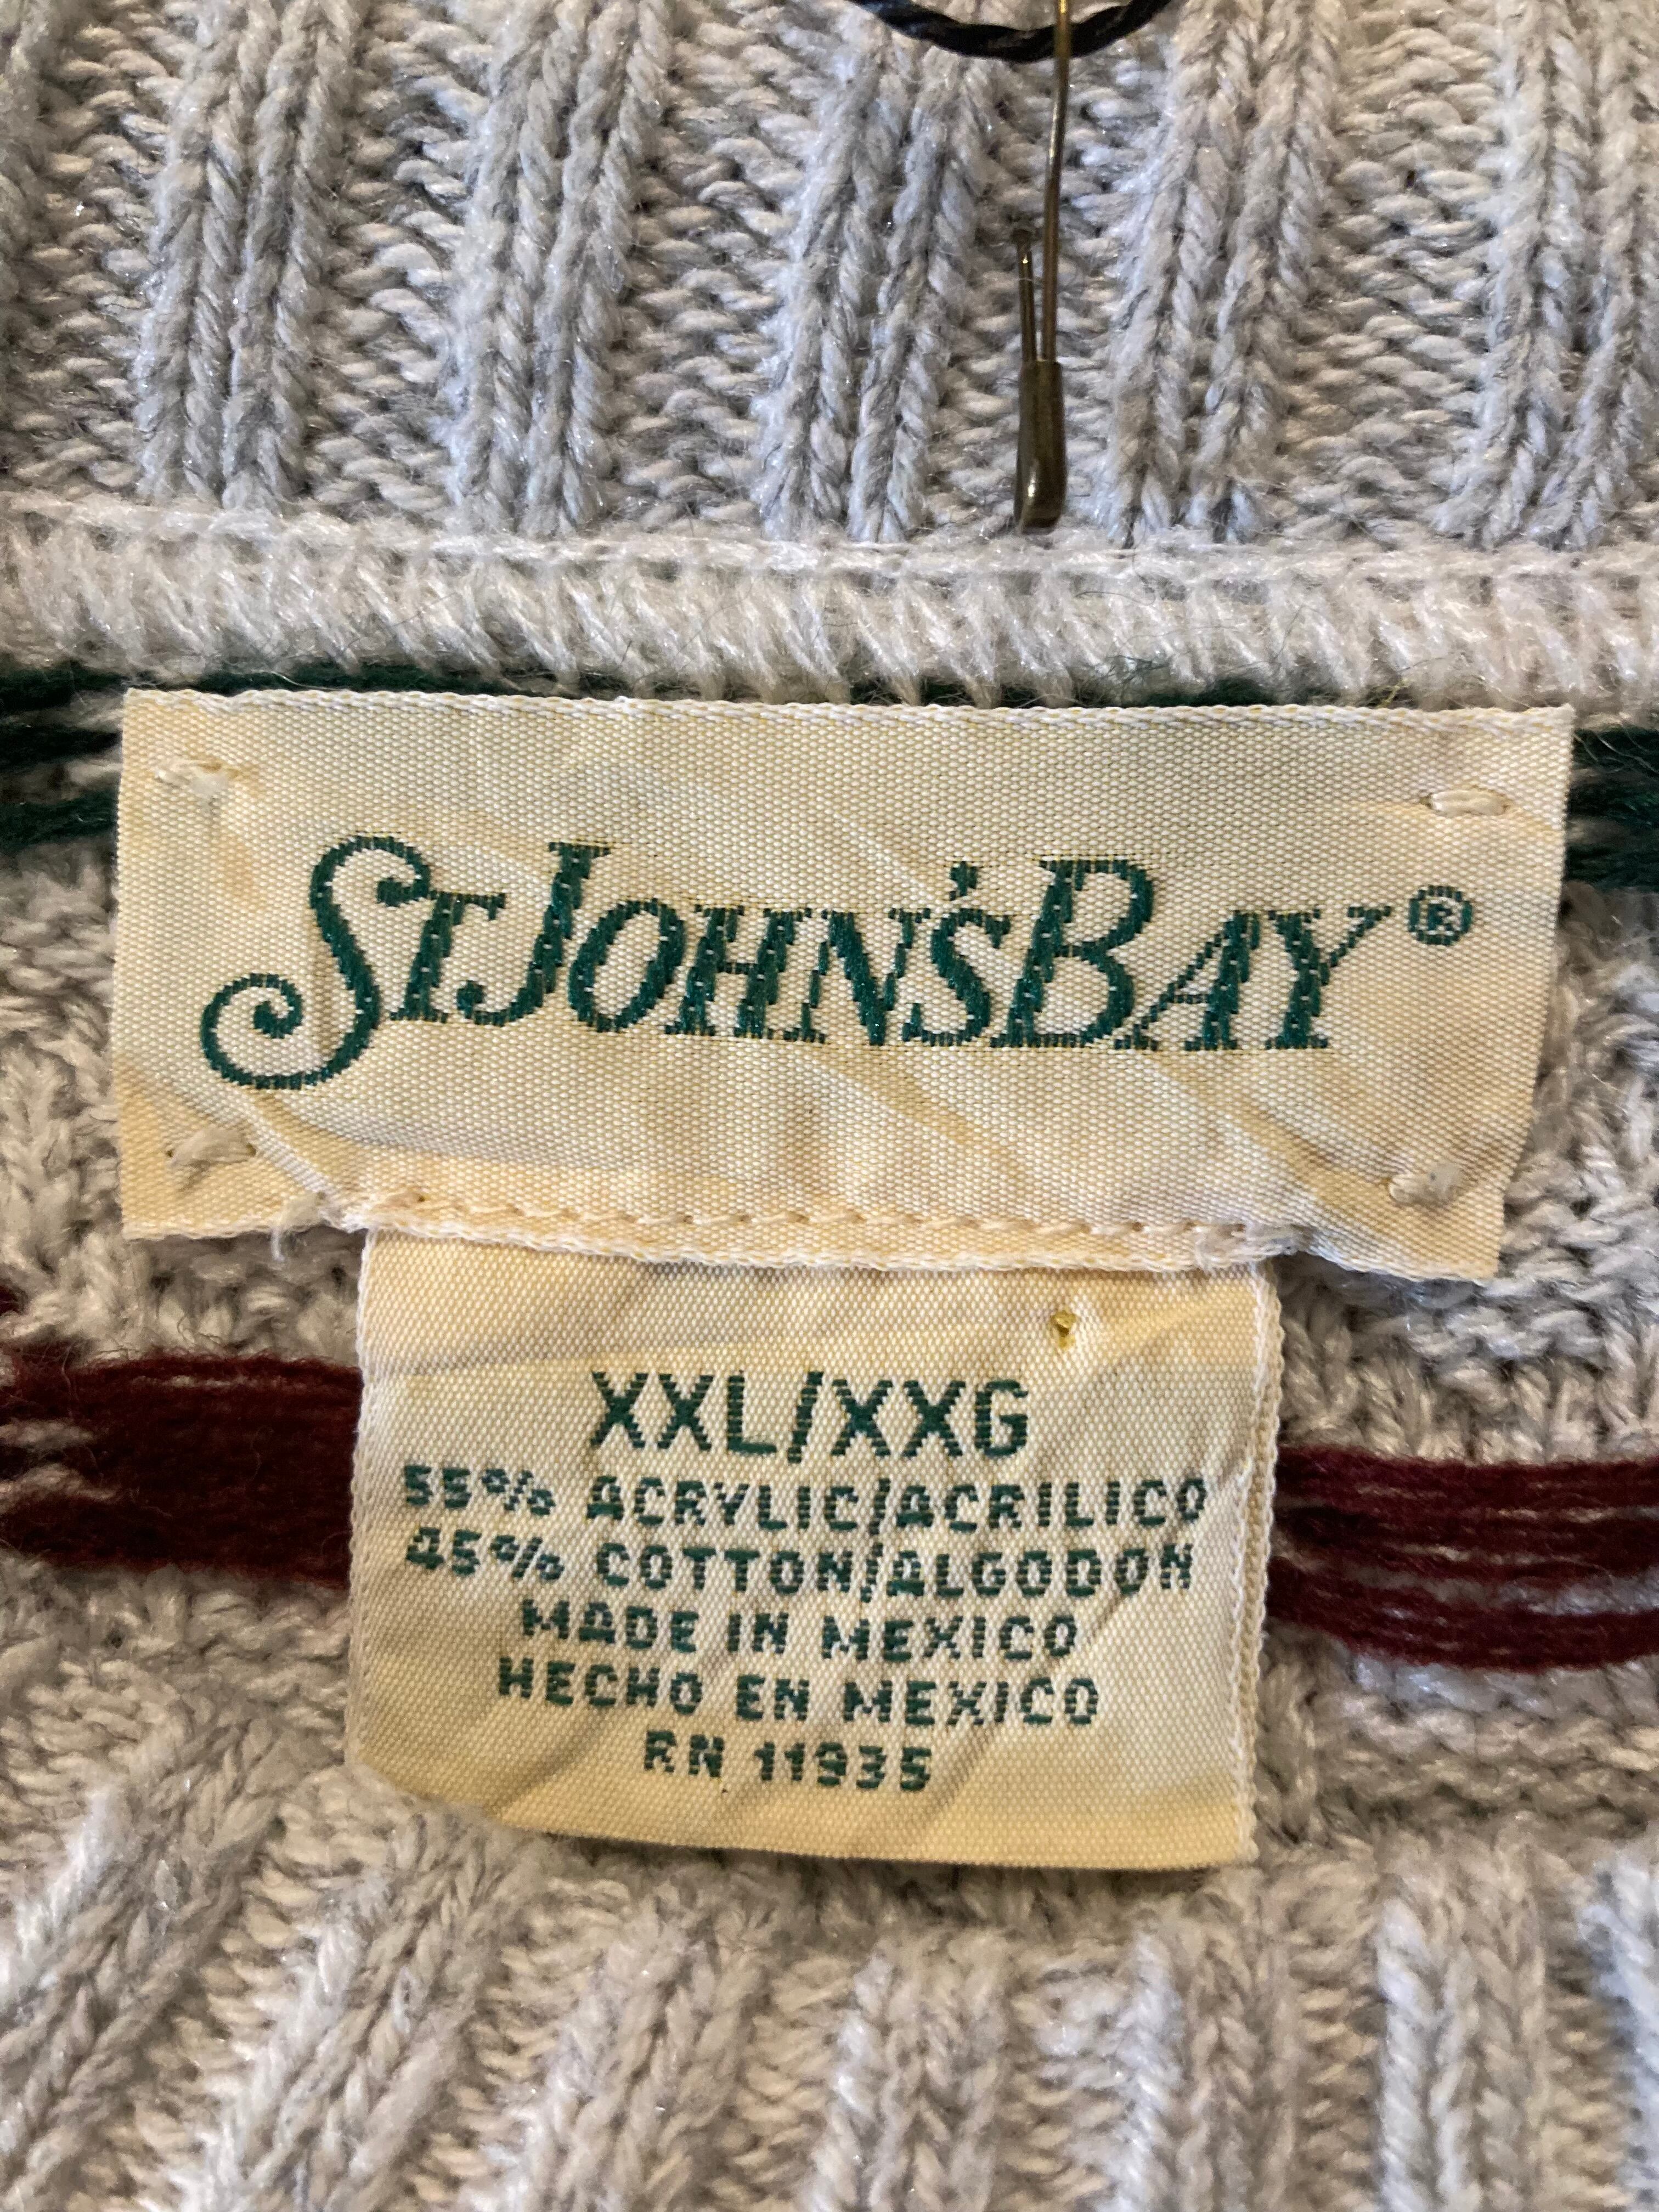 ST JOHN'S BAY®
XXL/XXG
55% ACRYLIC/ACRILICO
45% COTTON/ALGODON
MADE IN MEXICO
HECHO EN MEXICO
RN 11935